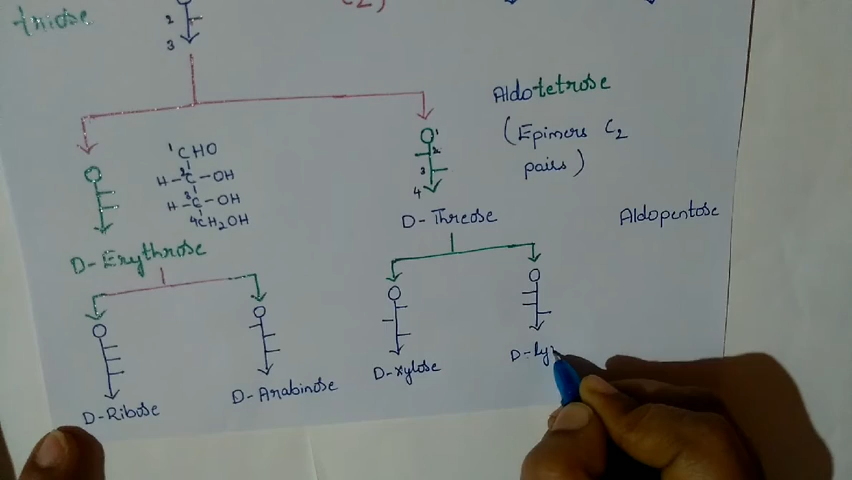 triose
C2)
2
3
Aldotetrose
(Epimers C2
pairs)
1CHO
H-2C-OH
H-3C-OH
4CH2OH
1
2
3
4
D-Erythrose
D-Threose
Aldopentose
D-Ribose
D-Arabinose
D-xylose
D-Ly